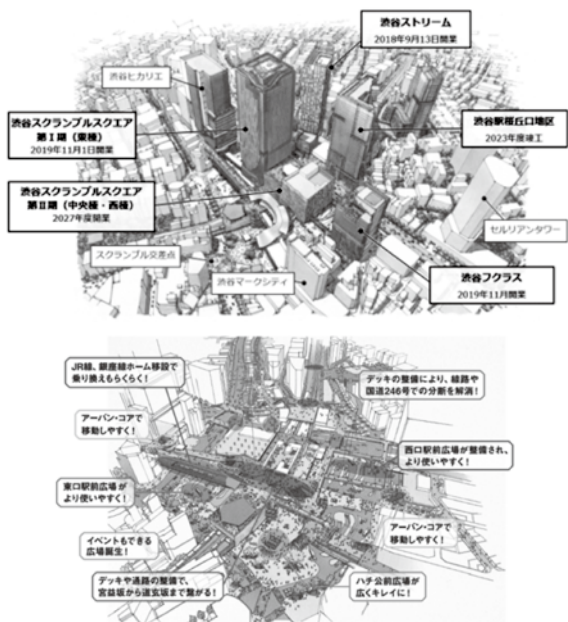 渋谷ストリーム
2018年9月13日開業
渋谷ヒカリエ
渋谷スクランブルスクエア
第Ⅰ期（東棟）
2019年11月1日開業
渋谷駅桜丘口地区
2023年度竣工
渋谷スクランブルスクエア
第Ⅱ期（中央棟・西棟）
2027年度開業
セルリアンタワー
スクランブル交差点
渋谷マークシティ
渋谷フクラス
2019年11月開業
JR線、銀座線ホーム移設で
乗り換えもらくらく！
デッキの整備により、線路や
国道246号での分断を解消！
アーバン・コアで
移動しやすく！
西口駅前広場が整備され、
より使いやすく！
東口駅前広場が
より使いやすく！
アーバン・コアで
移動しやすく！
イベントもできる
広場誕生！
デッキや通路の整備で、
宮益坂から道玄坂まで繋がる！
ハチ公前広場が
広くキレイに！